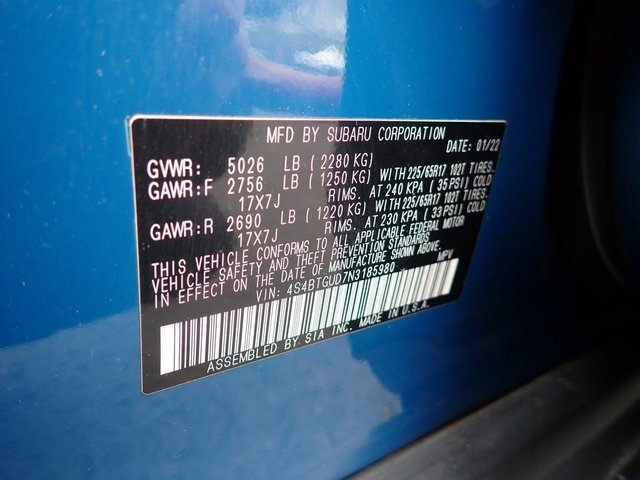 MFD BY SUBARU CORPORATION
DATE: 01/22
GVWR: 5026 LB ( 2280 KG)
GAWR:F 2756 LB ( 1250 KG) WITH 225/65R17 102T TIRES.
17X7J RIMS. AT 240 KPA ( 35 PSI) COLD
GAWR:R 2690 LB ( 1220 KG) WITH 225/65R17 102T TIRES.
17X7J RIMS. AT 230 KPA ( 33 PSI) COLD
THIS VEHICLE CONFORMS TO ALL APPLICABLE FEDERAL MOTOR
VEHICLE SAFETY AND THEFT PREVENTION STANDARDS
IN EFFECT ON THE DATE OF MANUFACTURE SHOWN ABOVE.
VIN: 4S4BTGUD7N3185980 MPV
ASSEMBLED BY SIA INC. MADE IN U.S.A.